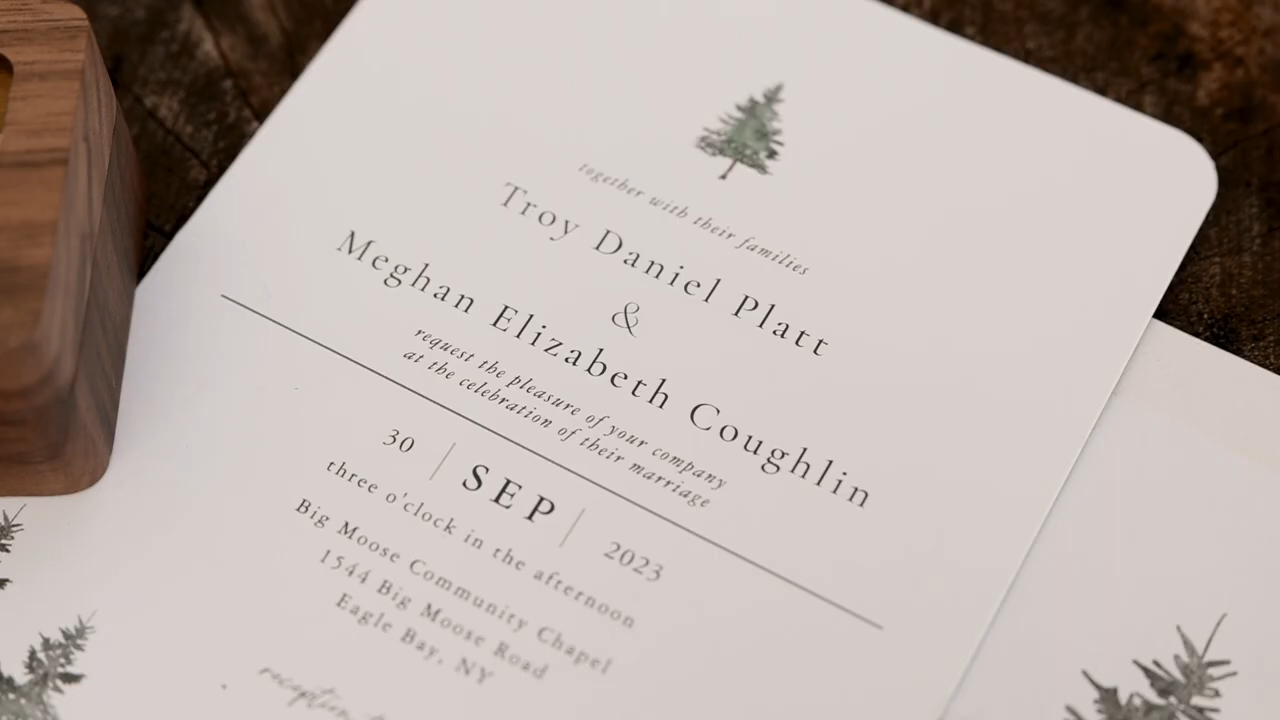 together with their families
Troy Daniel Platt
&
Meghan Elizabeth Coughlin
request the pleasure of your company
at the celebration of their marriage
30 | SEP | 2023
three o'clock in the afternoon
Big Moose Community Chapel
1544 Big Moose Road
Eagle Bay, NY
reception